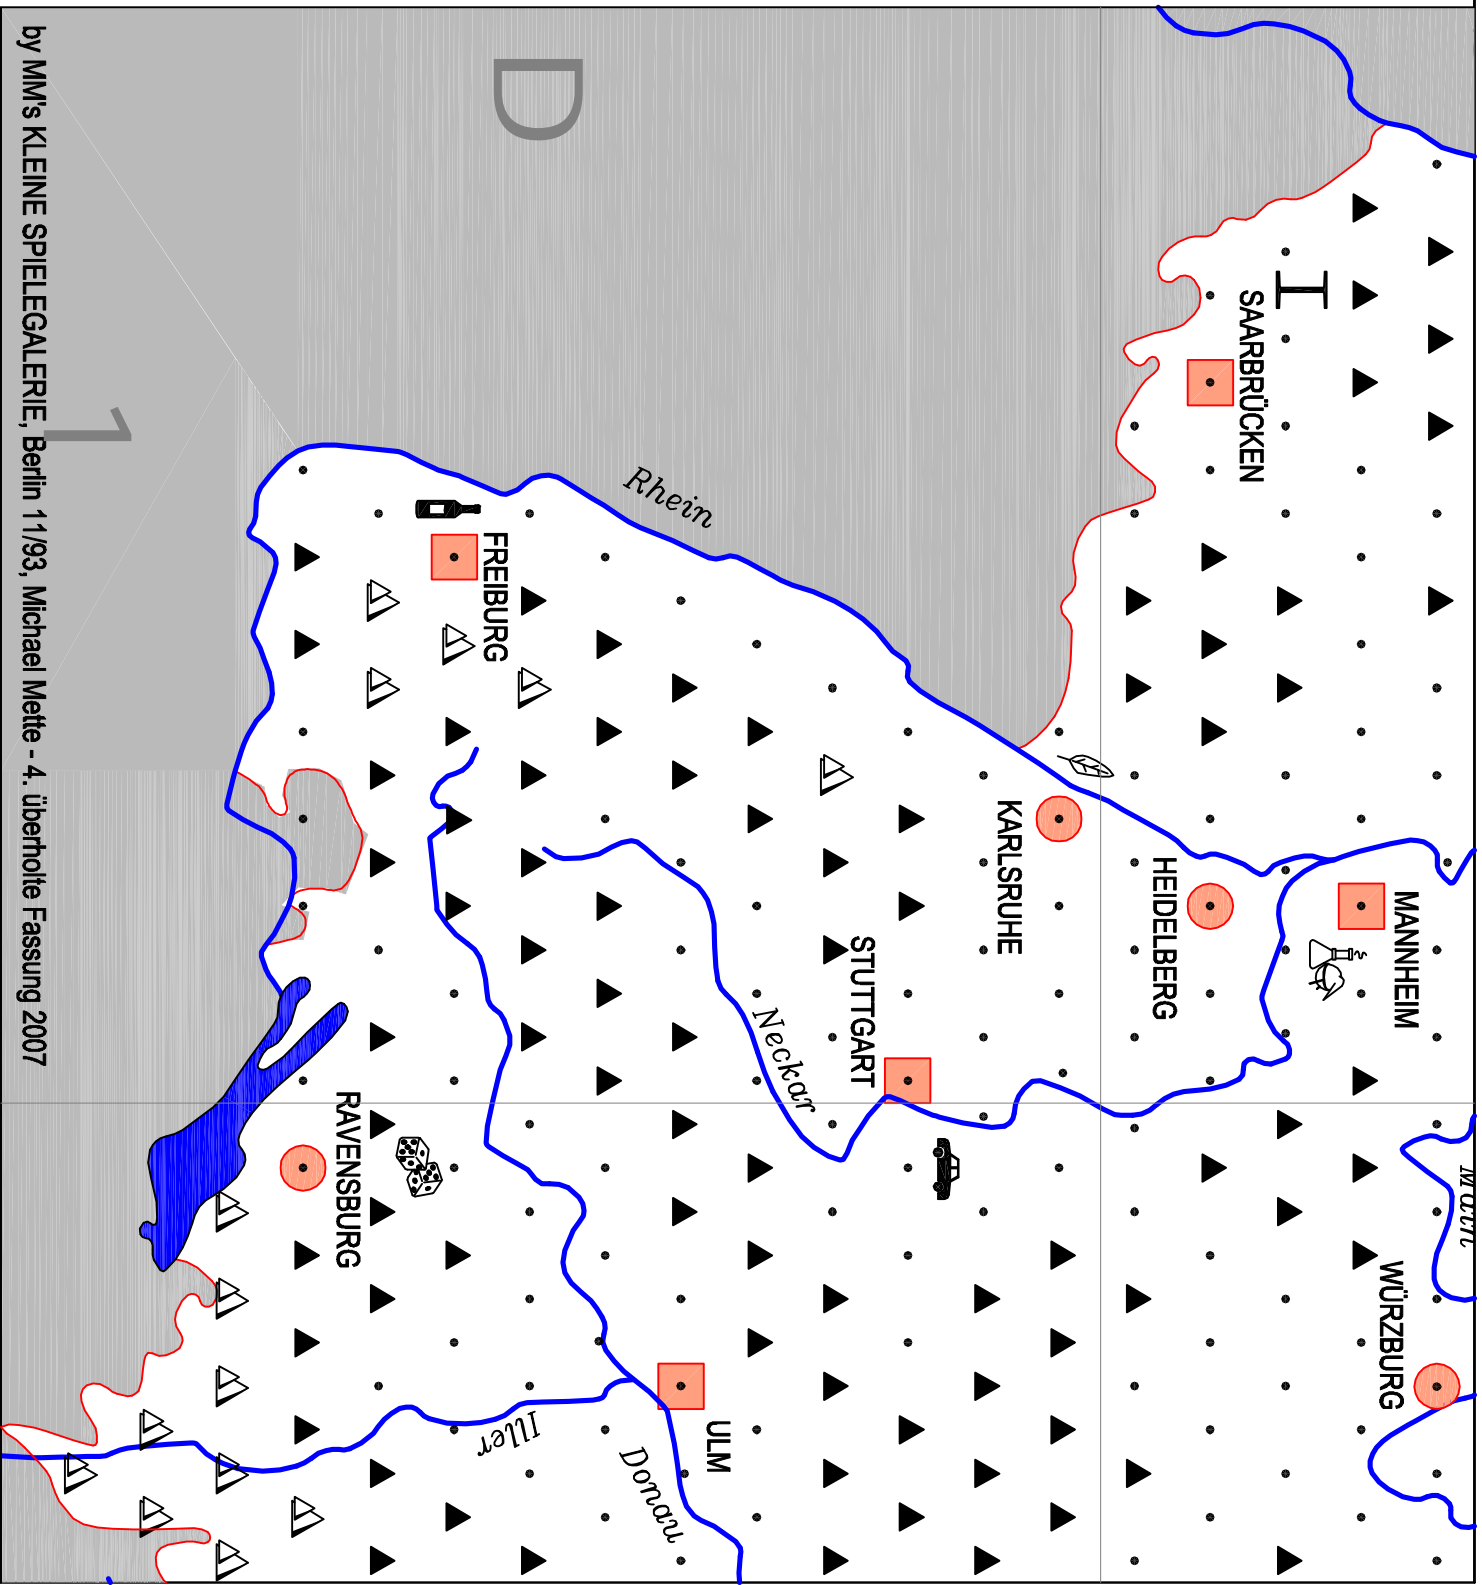 Main
WÜRZBURG
MANNHEIM
I
SAARBRÜCKEN
HEIDELBERG
KARLSRUHE
STUTTGART
Neckar
Rhein
ULM
Donau
Iller
D
FREIBURG
RAVENSBURG
1
by MM's KLEINE SPIELEGALERIE, Berlin 11/93, Michael Mette - 4. überholte Fassung 2007